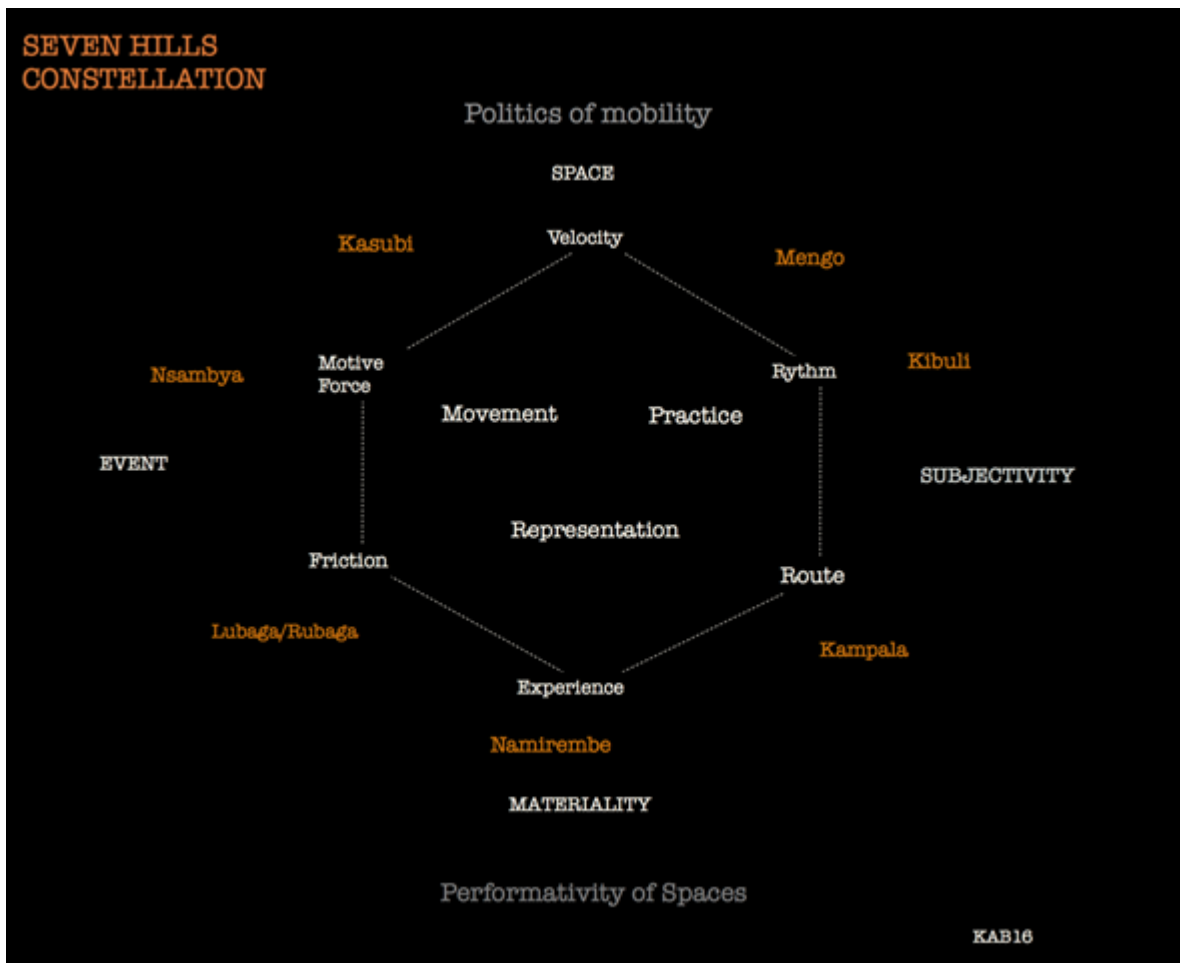 SEVEN HILLS
CONSTELLATION
Politics of mobility
SPACE
Velocity
Kasubi
Mengo
Motive
Force
Nsambya
Rythm
Kibuli
Movement
Practice
EVENT
SUBJECTIVITY
Representation
Friction
Route
Lubaga/Rubaga
Kampala
Experience
Namirembe
MATERIALITY
Performativity of Spaces
KAB16